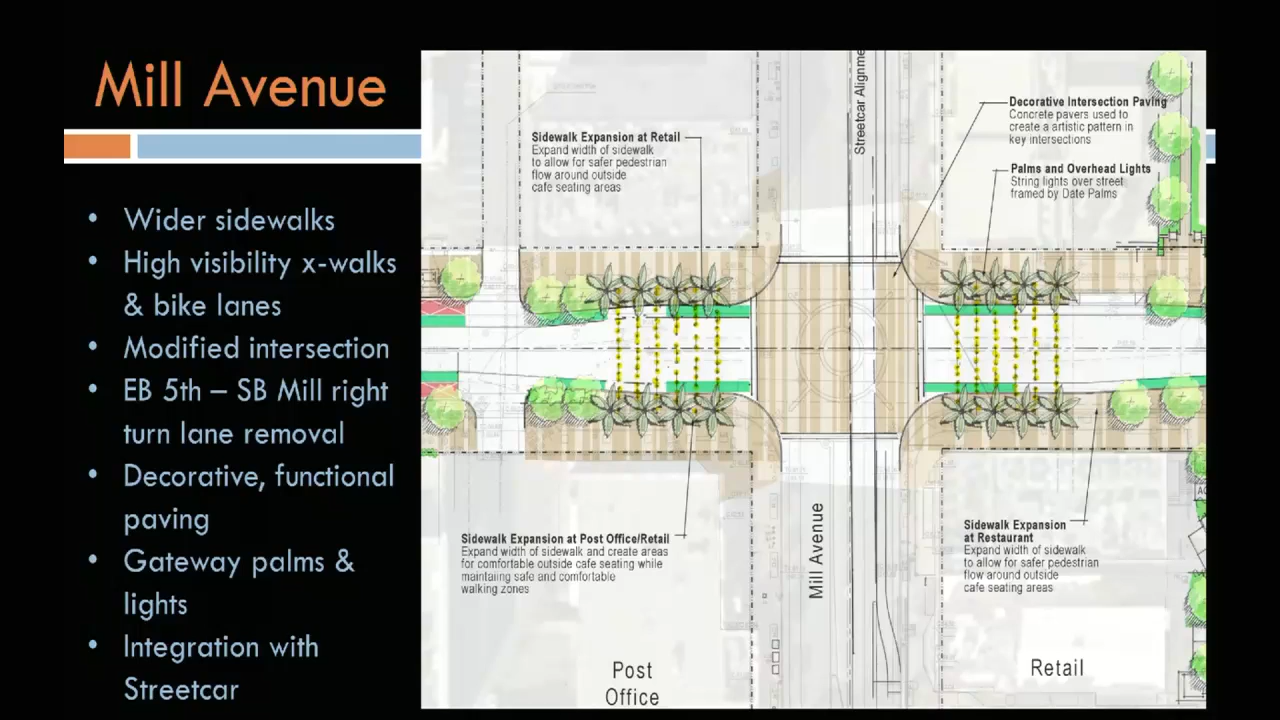 Mill Avenue
• Wider sidewalks
• High visibility x-walks
& bike lanes
• Modified intersection
• EB 5th – SB Mill right
turn lane removal
• Decorative, functional
paving
• Gateway palms &
lights
• Integration with
Streetcar
Sidewalk Expansion at Retail
Expand width of sidewalk
to allow for safer pedestrian
flow around outside
cafe seating areas
Streetcar Alignme
Decorative Intersection Paving
Concrete pavers used to
create a artistic pattern in
key intersections
Palms and Overhead Lights
String lights over street
framed by Date Palms
Sidewalk Expansion at Post Office/Retail
Expand width of sidewalk and create areas
for comfortable outside cafe seating while
maintaiing safe and comfortable
walking zones
Mill Avenue
Sidewalk Expansion
at Restaurant
Expand width of sidewalk
to allow for safer pedestrian
flow around outside
cafe seating areas
Post
Office
Retail